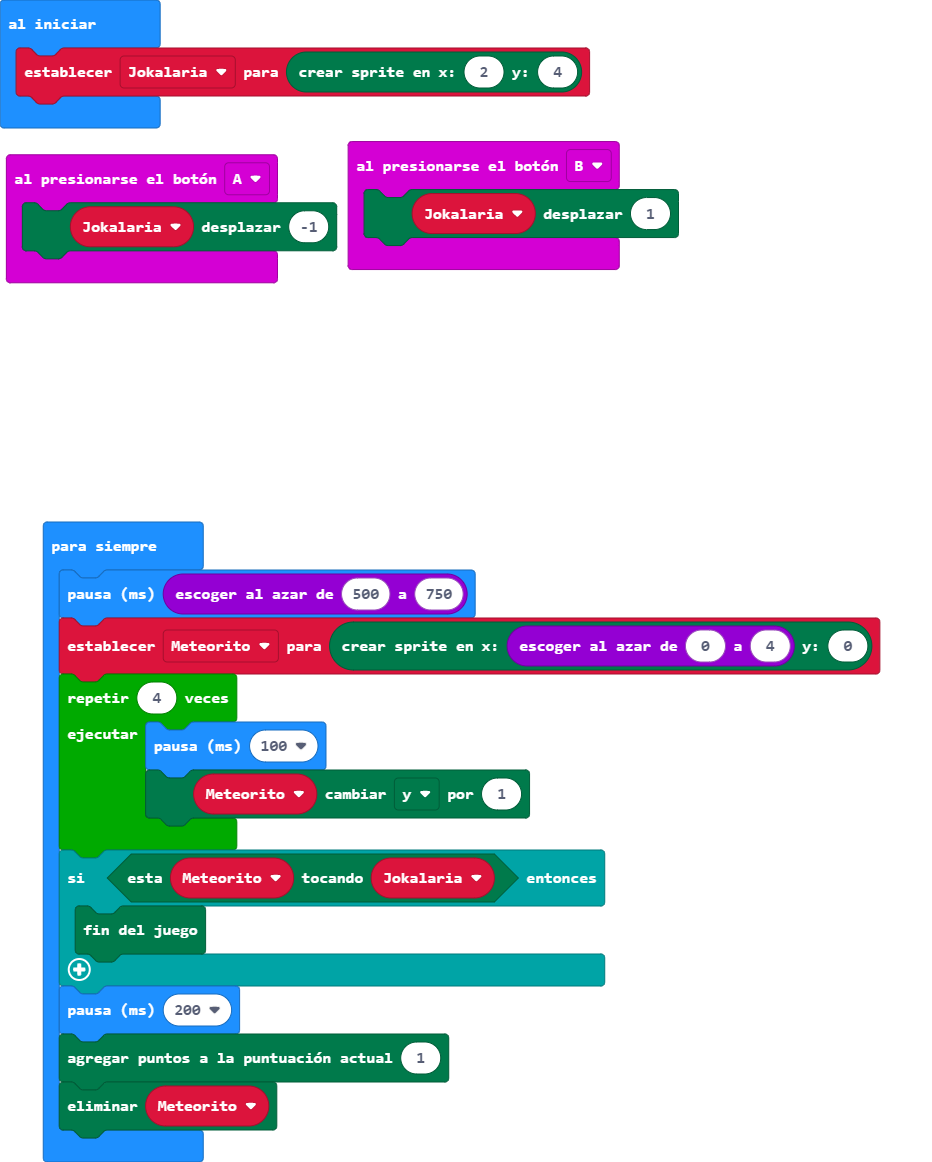 al iniciar
establecer Jokalaria para crear sprite en x: 2 y: 4
al presionarse el botón A
Jokalaria desplazar -1
al presionarse el botón B
Jokalaria desplazar 1
para siempre
pausa (ms) escoger al azar de 500 a 750
establecer Meteorito para crear sprite en x: escoger al azar de 0 a 4 y: 0
repetir 4 veces
ejecutar
pausa (ms) 100
Meteorito cambiar y por 1
si esta Meteorito tocando Jokalaria entonces
fin del juego
pausa (ms) 200
agregar puntos a la puntuación actual 1
eliminar Meteorito